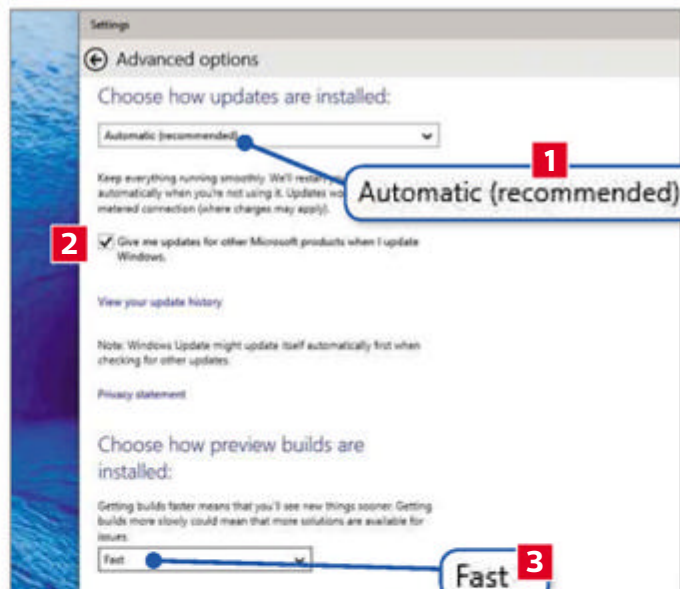 Settings
Advanced options
Choose how updates are installed:
Automatic (recommended)
1
Automatic (recommended)
Keep everything running smoothly. We'll restart
automatically when you're not using it. Updates
metered connection (where charges may apply).
2
Give me updates for other Microsoft products when I update
Windows.
View your update history
Note: Windows Update might update itself automatically first when
checking for other updates.
Privacy statement
Choose how preview builds are
installed:
Getting builds faster means that you'll see new things sooner. Getting
builds more slowly could mean that more solutions are available for
issues.
Fast
3
Fast